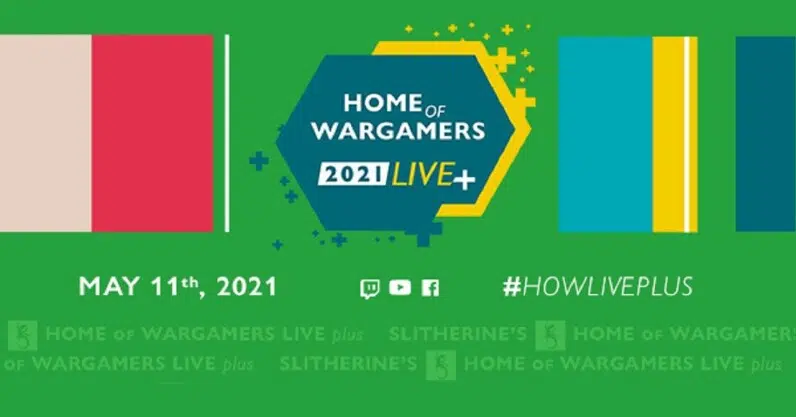 HOME OF
WARGAMERS
2021 LIVE+
MAY 11th, 2021
#HOWLIVEPLUS
HOME OF WARGAMERS LIVE plus SLITHERINE'S HOME OF WARGAMERS
OF WARGAMERS LIVE plus SLITHERINE'S HOME OF WARGAMERS LIVE plus